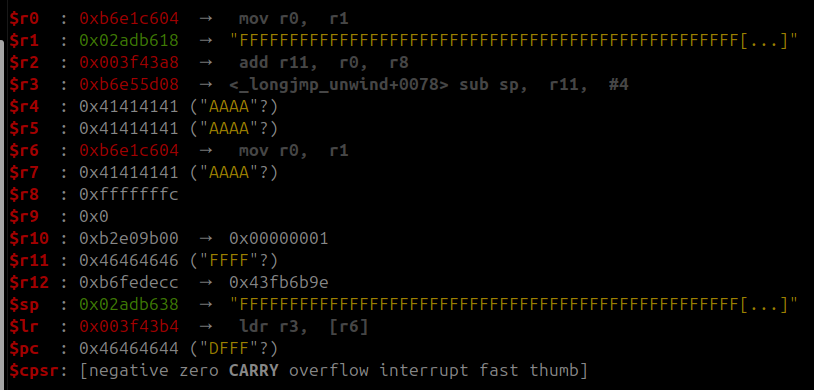 $r0  : 0xb6e1c604  →  mov r0,  r1
$r1  : 0x02adb618  →  "FFFFFFFFFFFFFFFFFFFFFFFFFFFFFFFFFFFFFFFFFFFFFFFFFF[...]"
$r2  : 0x003f43a8  →  add r11,  r0,  r8
$r3  : 0xb6e55d08  →  <_longjmp_unwind+0078> sub sp,  r11,  #4
$r4  : 0x41414141 ("AAAA"?)
$r5  : 0x41414141 ("AAAA"?)
$r6  : 0xb6e1c604  →  mov r0,  r1
$r7  : 0x41414141 ("AAAA"?)
$r8  : 0xfffffffc
$r9  : 0x0
$r10 : 0xb2e09b00  →  0x00000001
$r11 : 0x46464646 ("FFFF"?)
$r12 : 0xb6fedecc  →  0x43fb6b9e
$sp  : 0x02adb638  →  "FFFFFFFFFFFFFFFFFFFFFFFFFFFFFFFFFFFFFFFFFFFFFFFFFF[...]"
$lr  : 0x003f43b4  →  ldr r3,  [r6]
$pc  : 0x46464644 ("DFFF"?)
$cpsr: [negative zero CARRY overflow interrupt fast thumb]